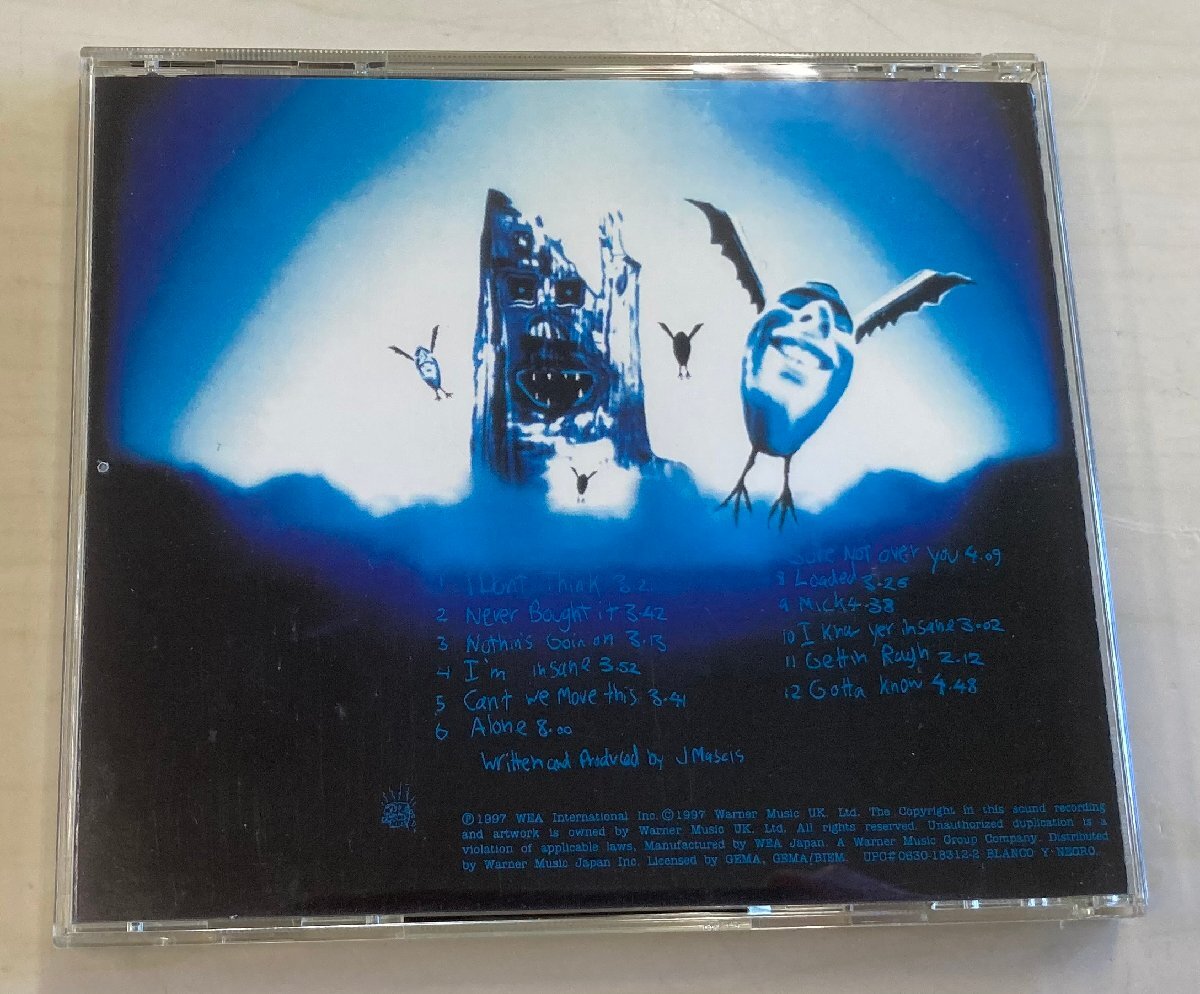 1 I Don't Think 3.2
2 Never Bought it 3.42
3 Nothin's Goin on 3.13
4 I'm insane 3.52
5 Can't we Move this 3.41
6 Alone 8.00
Sure Not over you 4.09
8 Loaded 3.26
9 Mick 4.38
10 I Know yer insane 3.02
11 Gettin Rough 2.12
12 Gotta Know 4.48
Written and Produced by J Mascis
Ⓟ1997 WEA International Inc. ©1997 Warner Music UK. Ltd. The Copyright in this sound recording
and artwork is owned by Warner Music UK. Ltd. All rights reserved. Unauthorized duplication is a
violation of applicable laws. Manufactured by WEA Japan. A Warner Music Group Company. Distributed
by Warner Music Japan Inc. Licensed by GEMA, GEMA/BIEM. UPC#0630-18312-2 BLANCO Y NEGRO.